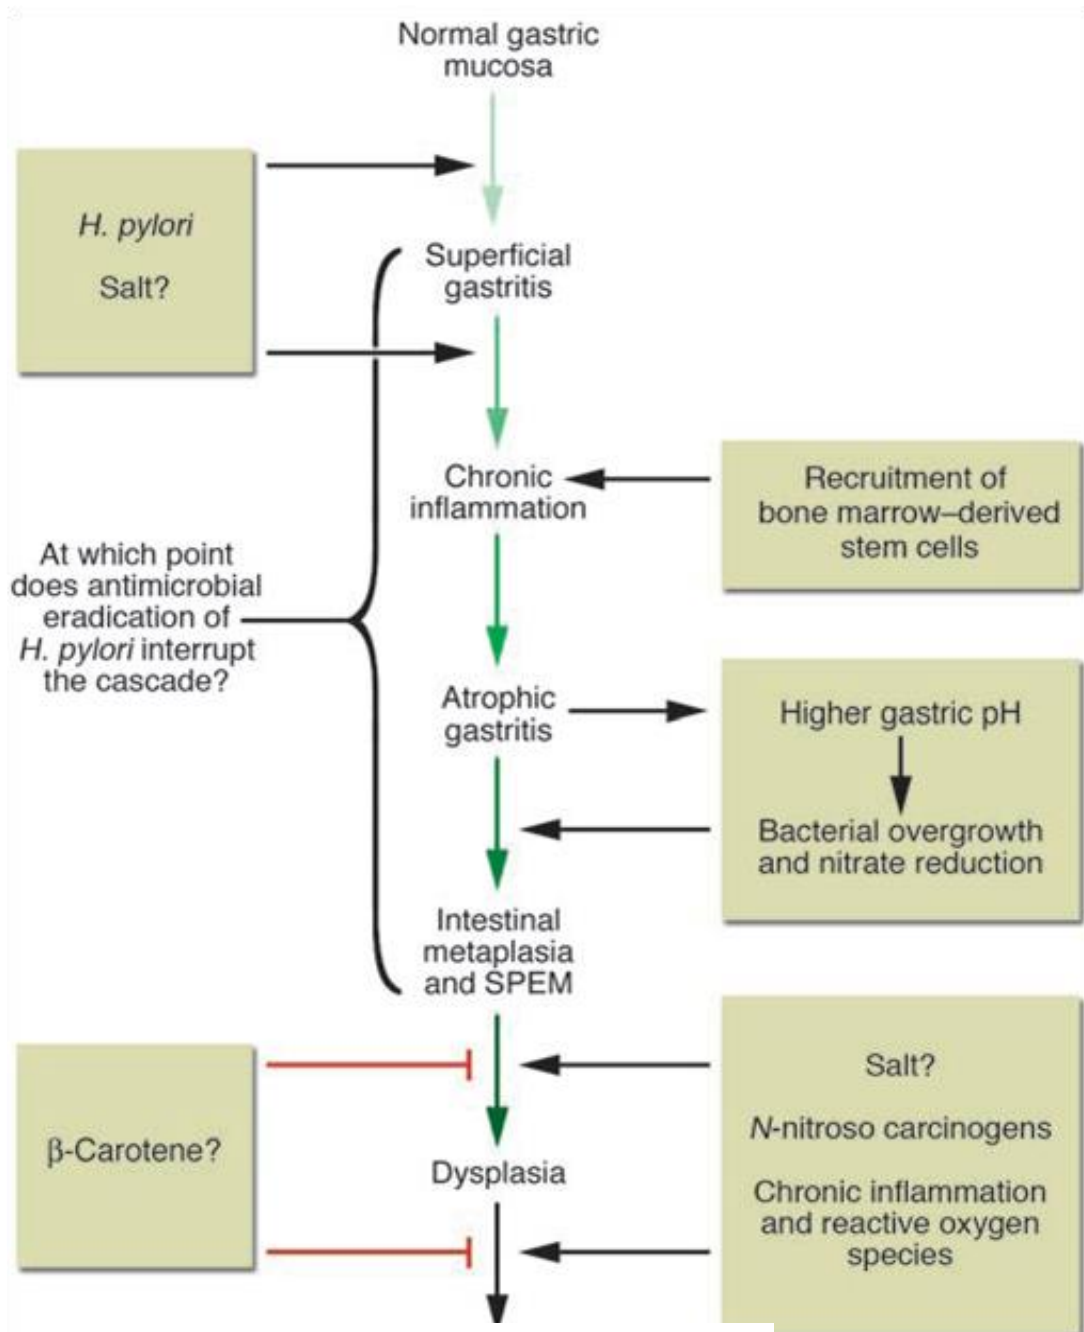 Normal gastric
mucosa
H. pylori
Salt?
Superficial
gastritis
Chronic
inflammation
Recruitment of
bone marrow–derived
stem cells
At which point
does antimicrobial
eradication of
H. pylori interrupt
the cascade?
Atrophic
gastritis
Higher gastric pH
Bacterial overgrowth
and nitrate reduction
Intestinal
metaplasia
and SPEM
β-Carotene?
Salt?
N-nitroso carcinogens
Chronic inflammation
and reactive oxygen
species
Dysplasia